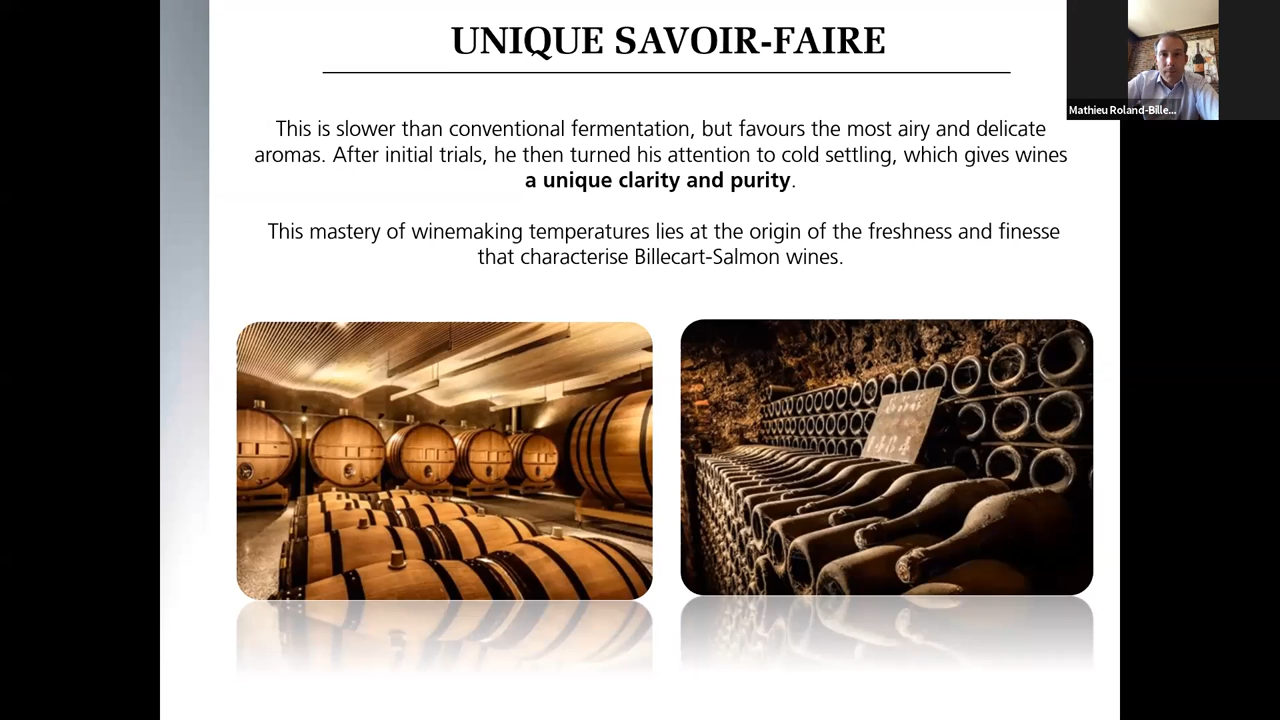 UNIQUE SAVOIR-FAIRE
Mathieu Roland-Bille...
This is slower than conventional fermentation, but favours the most airy and delicate
aromas. After initial trials, he then turned his attention to cold settling, which gives wines
a unique clarity and purity.
This mastery of winemaking temperatures lies at the origin of the freshness and finesse
that characterise Billecart-Salmon wines.